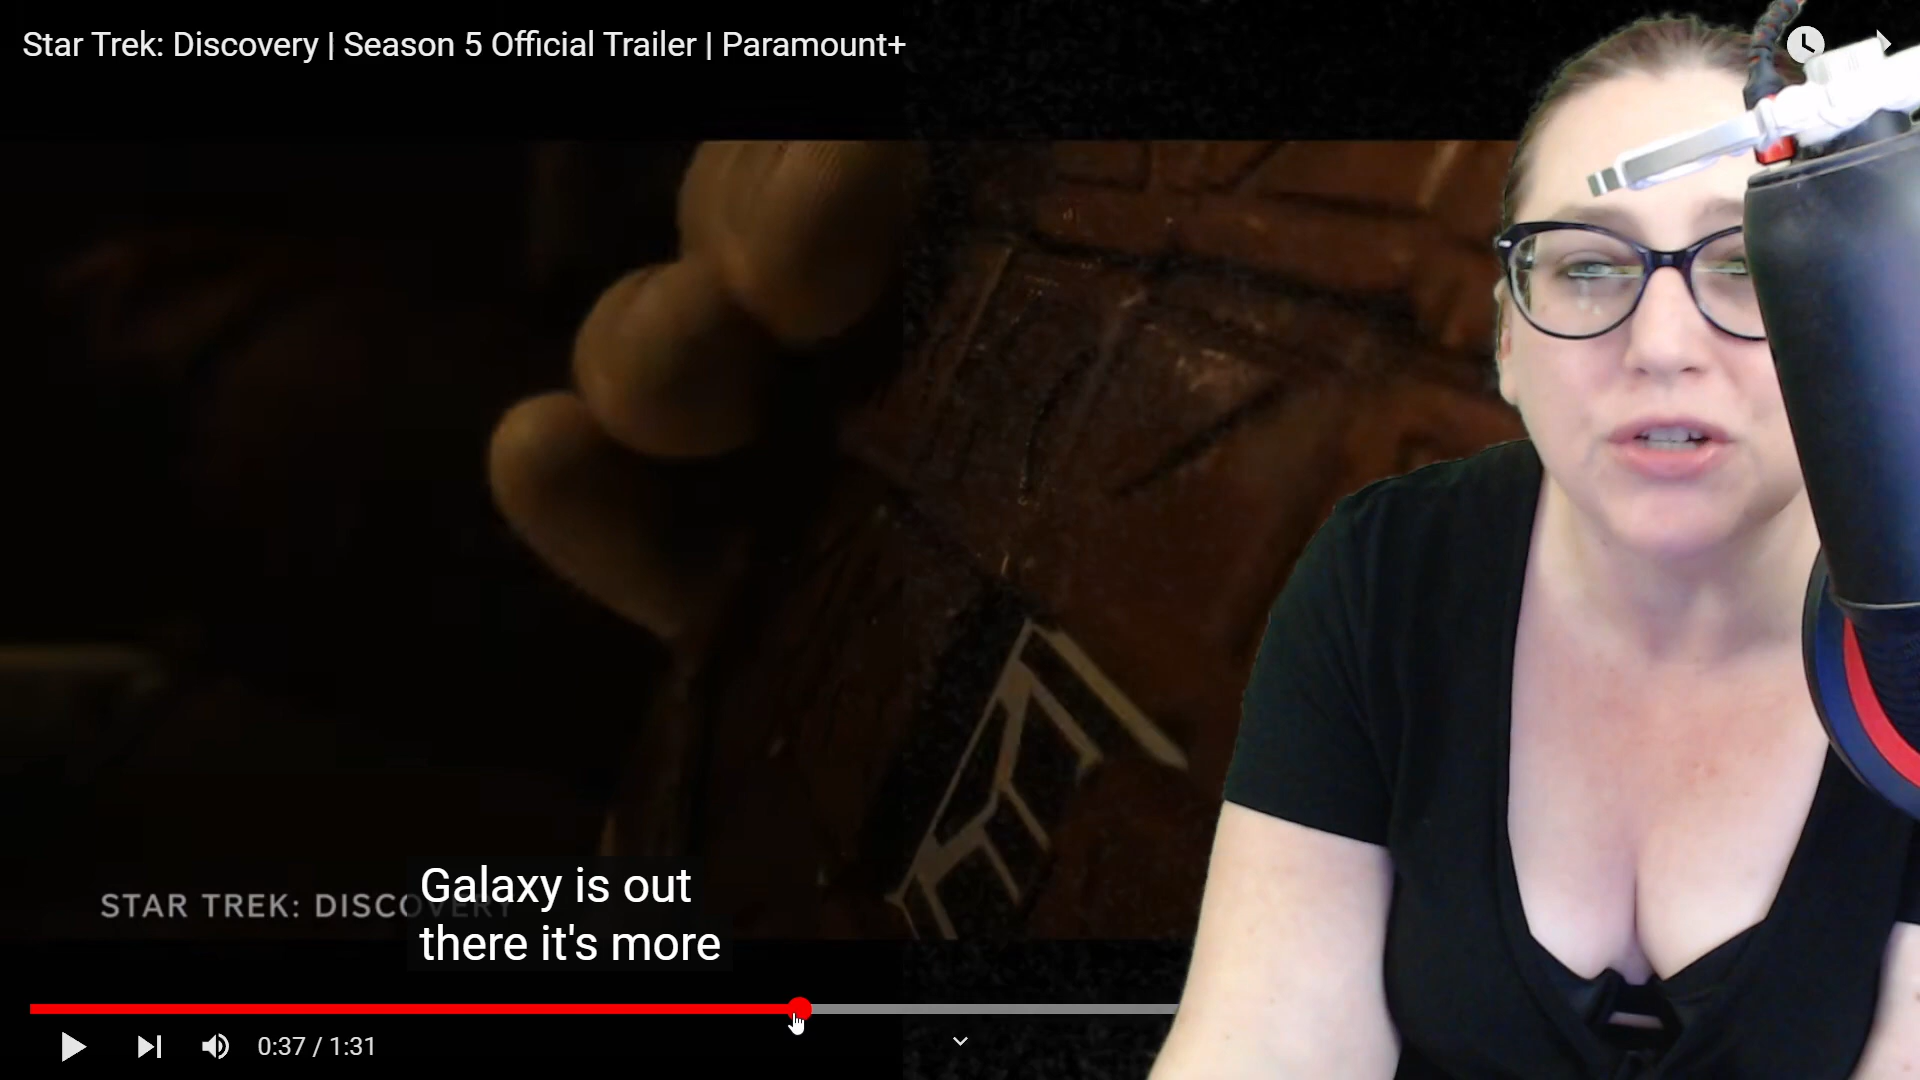 Star Trek: Discovery | Season 5 Official Trailer | Paramount+
STAR TREK: DISCOVERY
Galaxy is out
there it's more
0:37 / 1:31